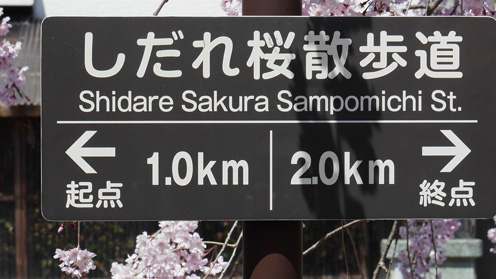 しだれ桜散歩道
Shidare Sakura Sampomichi St.
← 1.0km 2.0km →
起点 終点